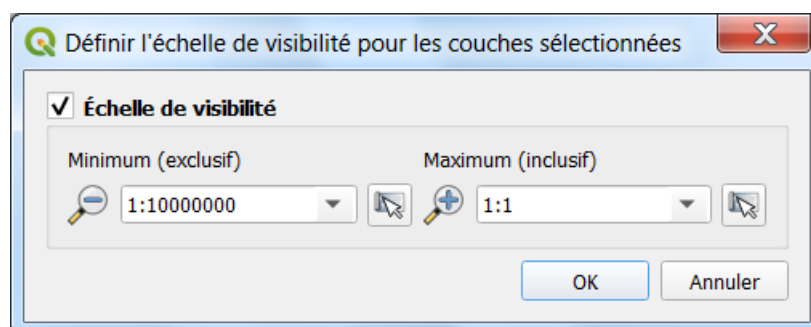 Définir l'échelle de visibilité pour les couches sélectionnées
Échelle de visibilité
Minimum (exclusif) Maximum (inclusif)
1:10000000 1:1
OK Annuler